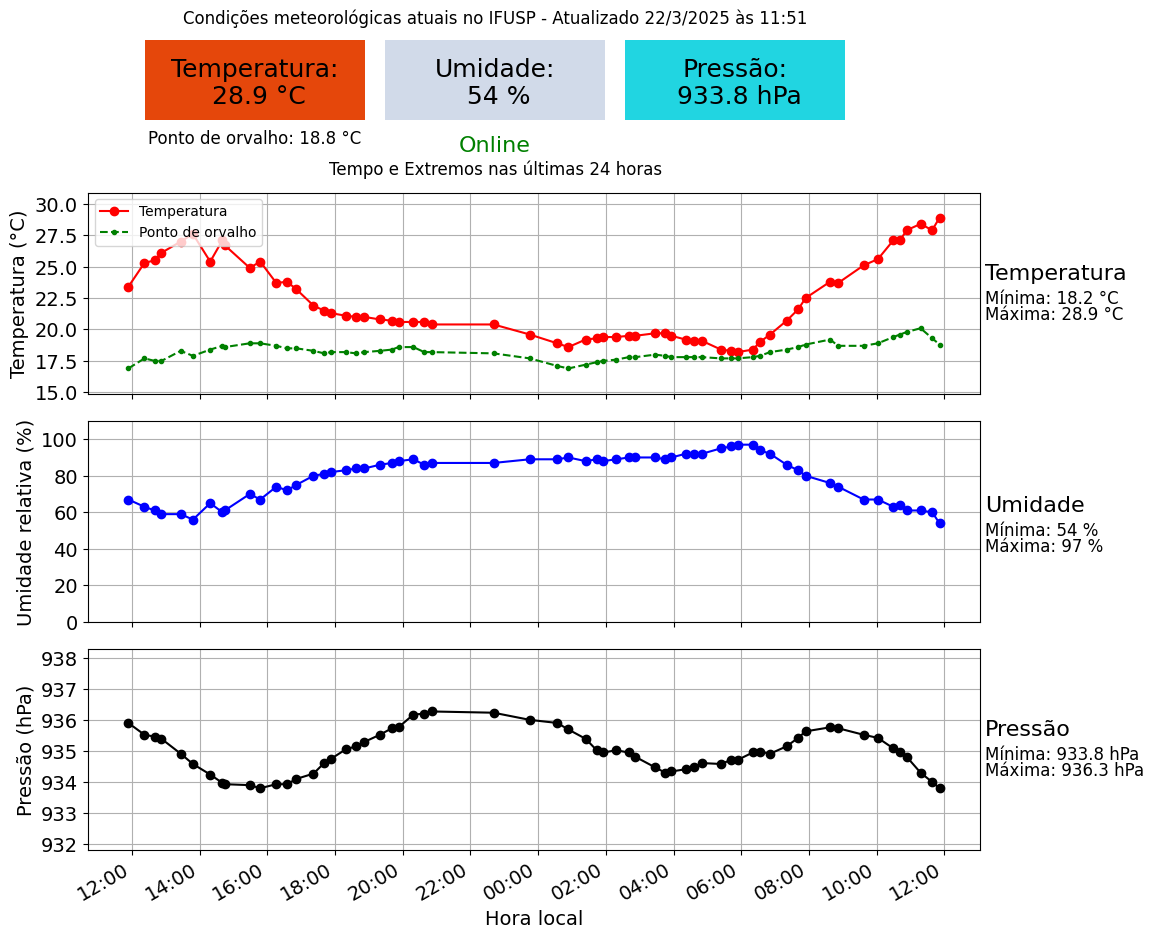 Condições meteorológicas atuais no IFUSP - Atualizado 22/3/2025 às 11:51
Temperatura:
28.9 °C
Umidade:
54 %
Pressão:
933.8 hPa
Ponto de orvalho: 18.8 °C
Online
Tempo e Extremos nas últimas 24 horas
Temperatura (°C)
30.0
27.5
25.0
22.5
20.0
17.5
15.0
Temperatura
Ponto de orvalho
Temperatura
Mínima: 18.2 °C
Máxima: 28.9 °C
Umidade relativa (%)
100
80
60
40
20
0
Umidade
Mínima: 54 %
Máxima: 97 %
Pressão (hPa)
938
937
936
935
934
933
932
Pressão
Mínima: 933.8 hPa
Máxima: 936.3 hPa
12:00
14:00
16:00
18:00
20:00
22:00
00:00
02:00
04:00
06:00
08:00
10:00
12:00
Hora local